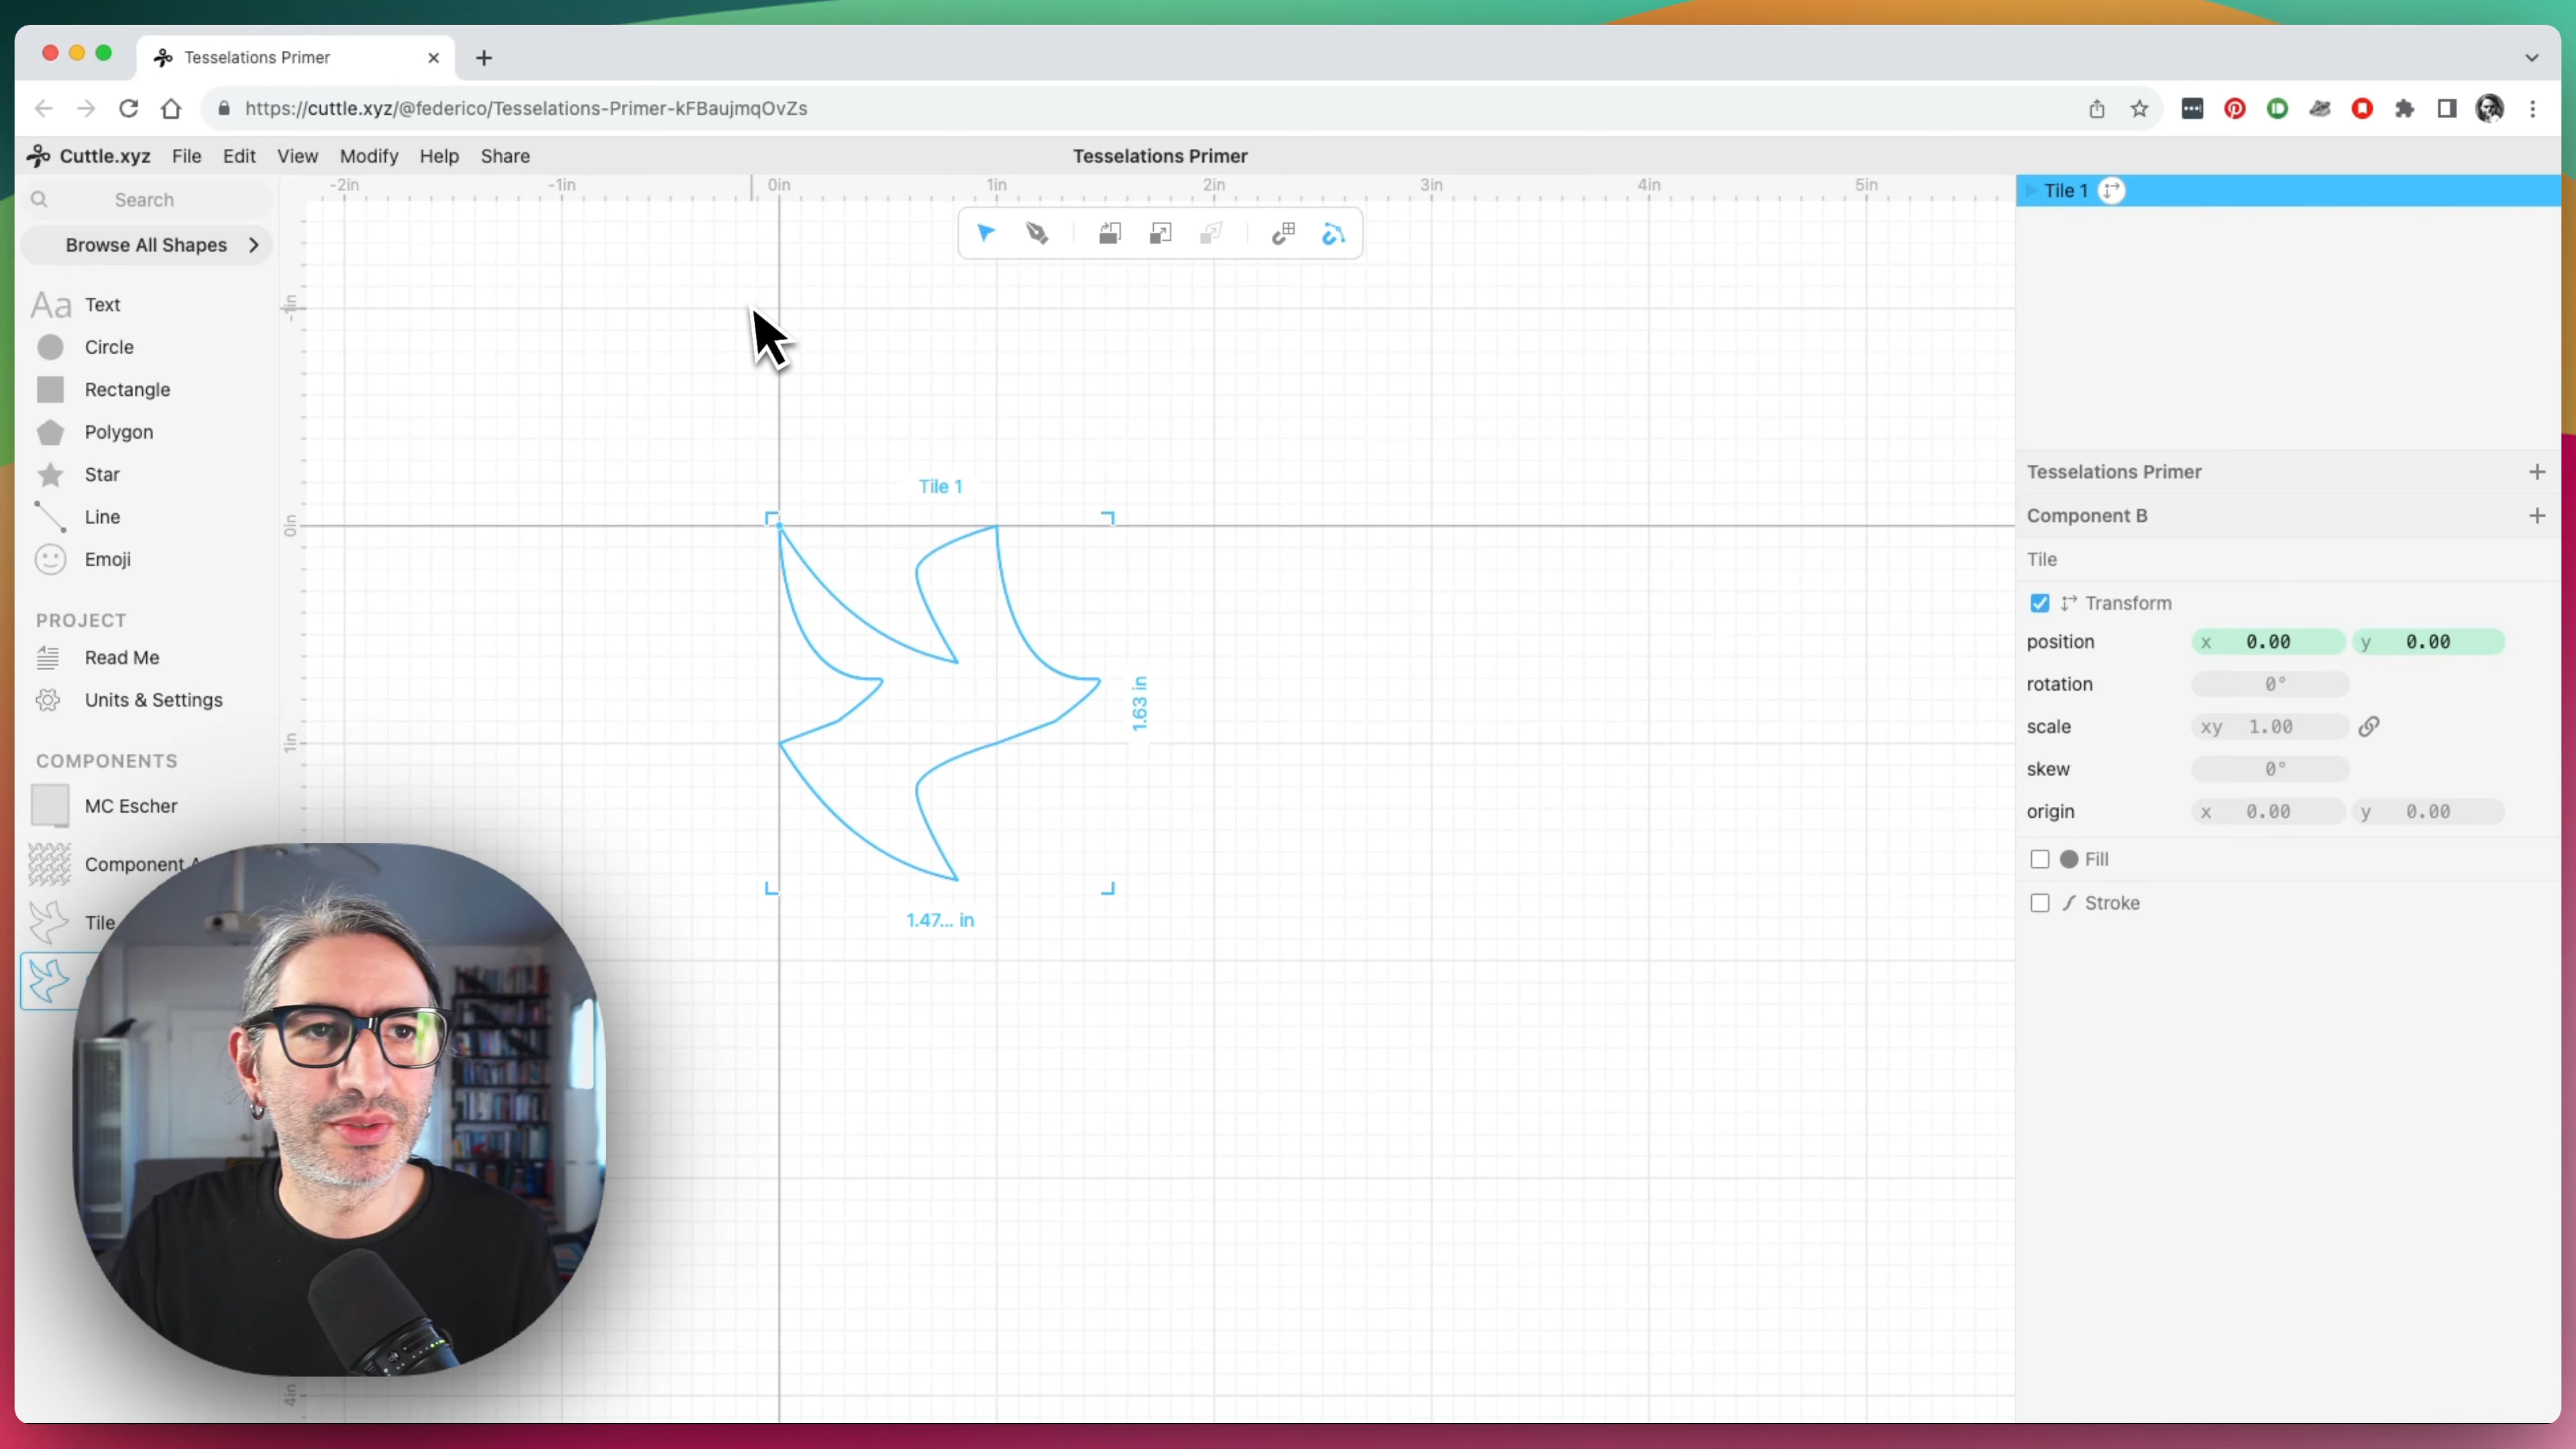 Tesselations Primer
https://cuttle.xyz/@federico/Tesselations-Primer-kFBaujmqOvZs
Cuttle.xyz File Edit View Modify Help Share
Tesselations Primer
Search
Browse All Shapes
Aa Text
Circle
Rectangle
Polygon
Star
Line
Emoji
PROJECT
Read Me
Units & Settings
COMPONENTS
MC Escher
Component A
Tile
-2in -1in 0in 1in 2in 3in 4in 5in
-1in
0in
1in
4in
Tile 1
1.63 in
1.47... in
Tile 1
Tesselations Primer
Component B
Tile
Transform
position x 0.00 y 0.00
rotation 0°
scale xy 1.00
skew 0°
origin x 0.00 y 0.00
Fill
Stroke